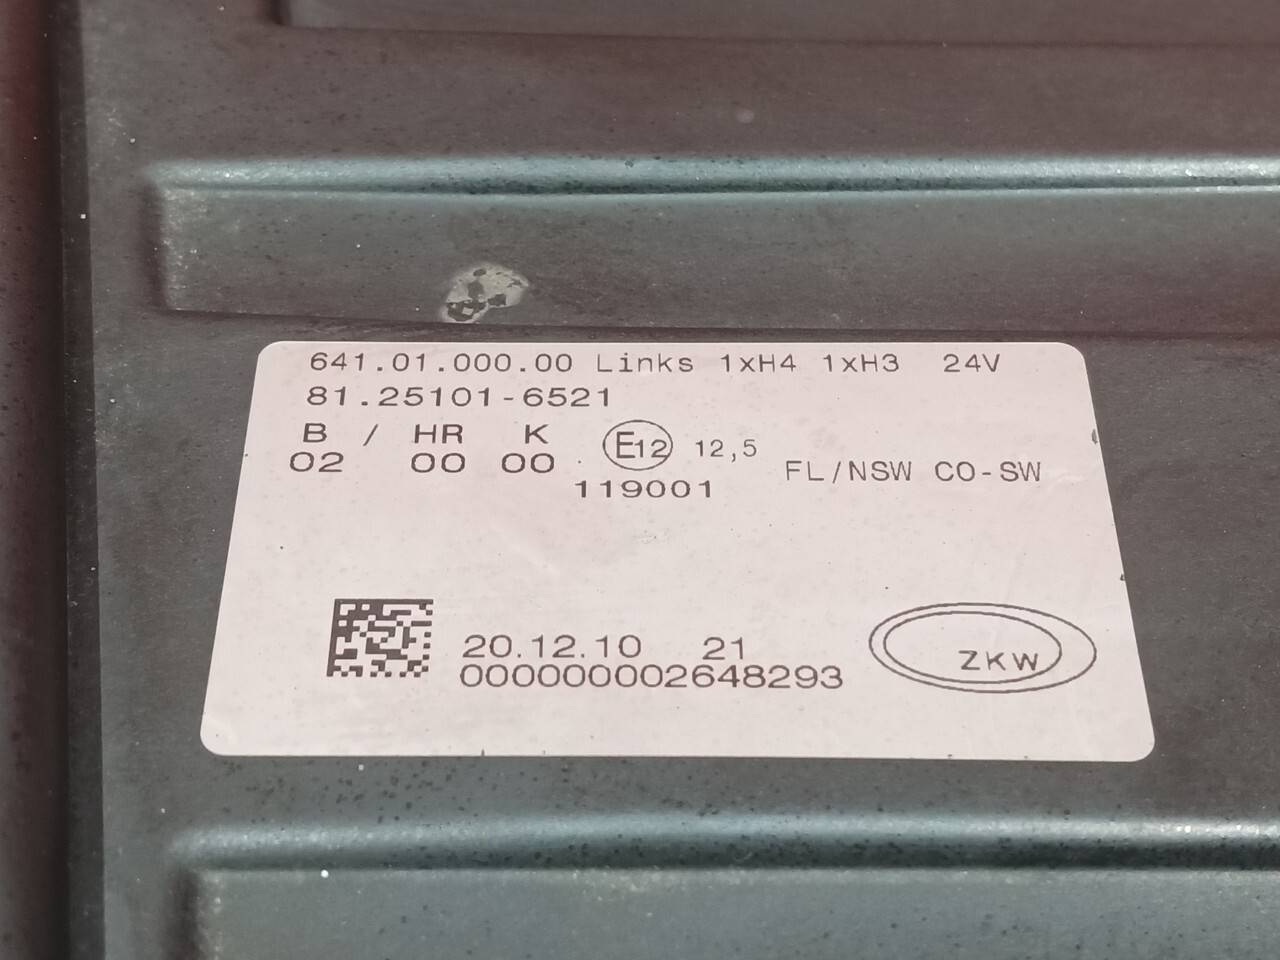 641.01.000.00 Links 1xH4 1xH3 24V
81.25101-6521
B / HR K
02 00 00 E12 12,5
119001
FL/NSW CO-SW
20.12.10 21
000000002648293
ZKW